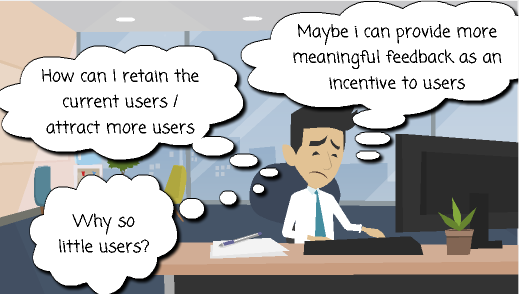 How can I retain the
current users /
attract more users
Maybe i can provide more
meaningful feedback as an
incentive to users
Why so
little users?